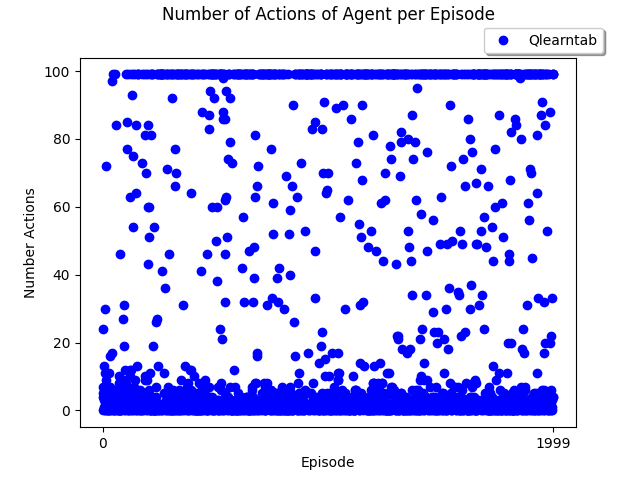 Number of Actions of Agent per Episode
Qlearntab
100
80
60
40
20
0
Number Actions
0
1999
Episode